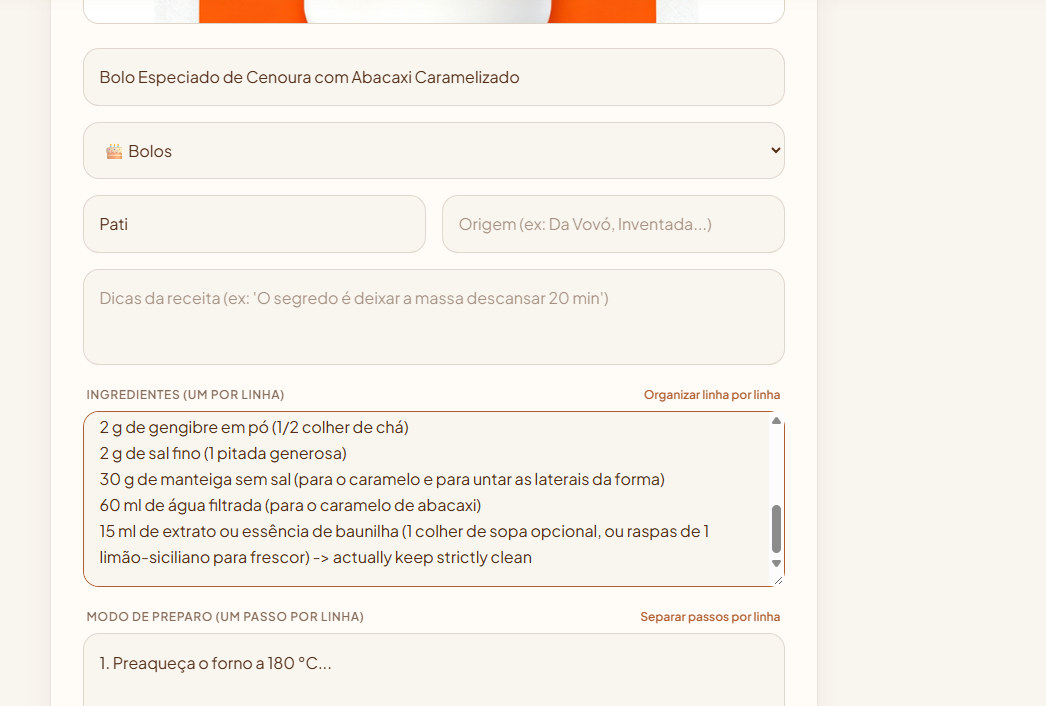 Bolo Especiado de Cenoura com Abacaxi Caramelizado
Bolos
Pati
Origem (ex: Da Vovó, Inventada...)
Dicas da receita (ex: 'O segredo é deixar a massa descansar 20 min')
INGREDIENTES (UM POR LINHA)
Organizar linha por linha
2 g de gengibre em pó (1/2 colher de chá)
2 g de sal fino (1 pitada generosa)
30 g de manteiga sem sal (para o caramelo e para untar as laterais da forma)
60 ml de água filtrada (para o caramelo de abacaxi)
15 ml de extrato ou essência de baunilha (1 colher de sopa opcional, ou raspas de 1
limão-siciliano para frescor) -> actually keep strictly clean
MODO DE PREPARO (UM PASSO POR LINHA)
Separar passos por linha
1. Preaqueça o forno a 180 °C...